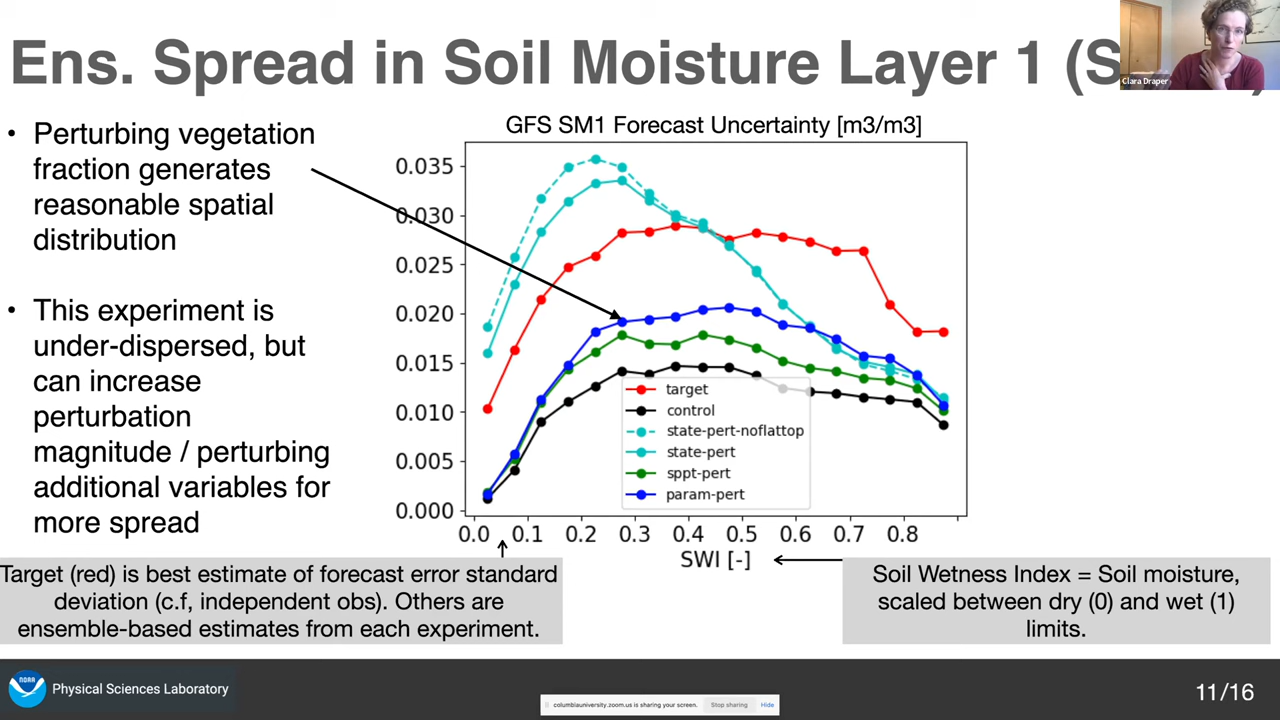 Ens. Spread in Soil Moisture Layer 1 (S
Clara Draper
• Perturbing vegetation
fraction generates
reasonable spatial
distribution
• This experiment is
under-dispersed, but
can increase
perturbation
magnitude / perturbing
additional variables for
more spread
GFS SM1 Forecast Uncertainty [m3/m3]
0.035
0.030
0.025
0.020
0.015
0.010
0.005
0.000
target
control
state-pert-noflattop
state-pert
sppt-pert
param-pert
0.0 0.1 0.2 0.3 0.4 0.5 0.6 0.7 0.8
SWI [-]
Target (red) is best estimate of forecast error standard
deviation (c.f, independent obs). Others are
ensemble-based estimates from each experiment.
Soil Wetness Index = Soil moisture,
scaled between dry (0) and wet (1)
limits.
NOAA
Physical Sciences Laboratory
columbiauniversity.zoom.us is sharing your screen.
Stop sharing
Hide
11/16